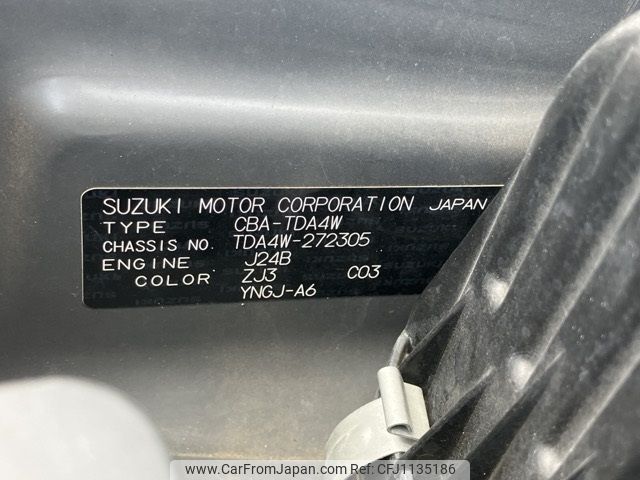 SUZUKI MOTOR CORPORATION JAPAN
TYPE CBA-TDA4W
CHASSIS NO. TDA4W-272305
ENGINE J24B
COLOR ZJ3 C03
YNGJ-A6
www.CarFromJapan.com Ref:CFJ1135186